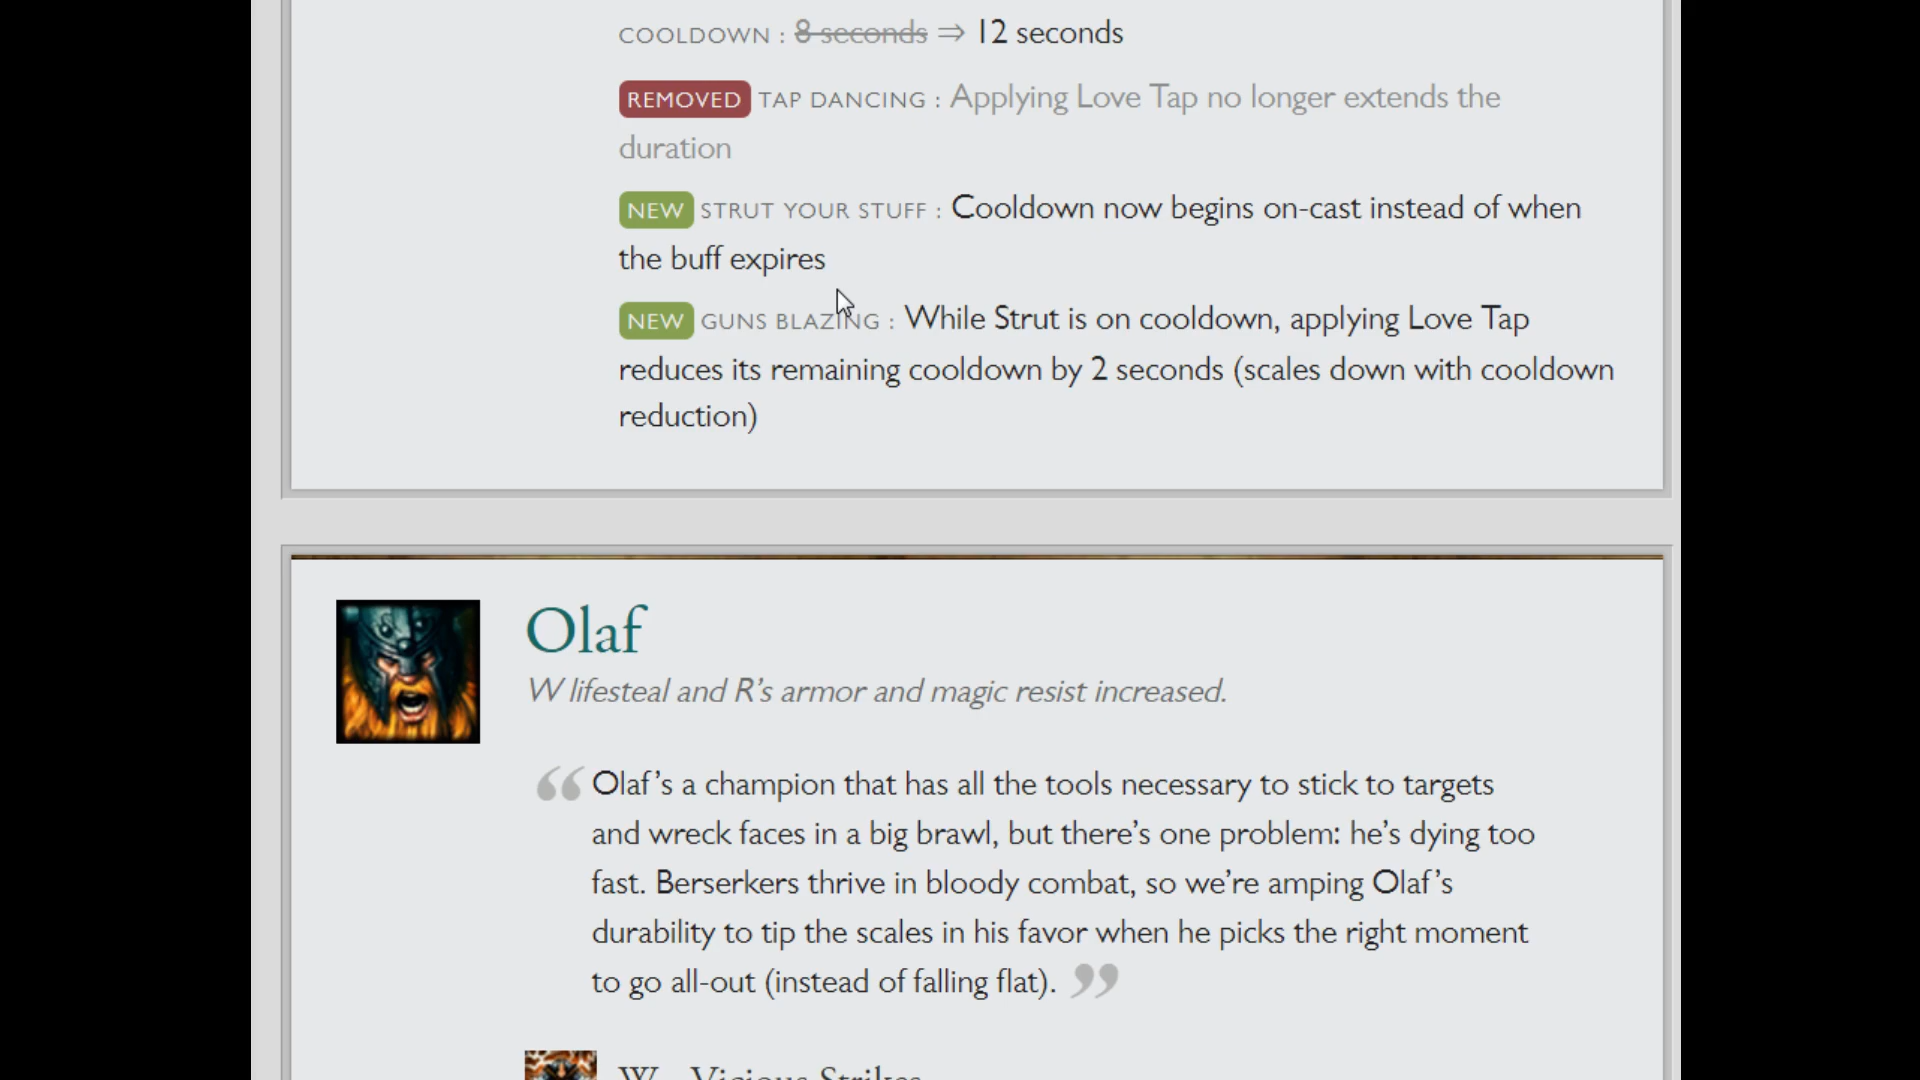 COOLDOWN : 8 seconds ⇒ 12 seconds
REMOVED TAP DANCING : Applying Love Tap no longer extends the
duration
NEW STRUT YOUR STUFF : Cooldown now begins on-cast instead of when
the buff expires
NEW GUNS BLAZING : While Strut is on cooldown, applying Love Tap
reduces its remaining cooldown by 2 seconds (scales down with cooldown
reduction)
Olaf
W lifesteal and R's armor and magic resist increased.
“ Olaf's a champion that has all the tools necessary to stick to targets
and wreck faces in a big brawl, but there's one problem: he's dying too
fast. Berserkers thrive in bloody combat, so we're amping Olaf's
durability to tip the scales in his favor when he picks the right moment
to go all-out (instead of falling flat). ”
W - Vicious Strikes